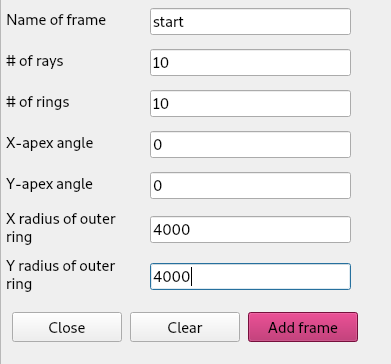 Name of frame start
# of rays 10
# of rings 10
X-apex angle 0
Y-apex angle 0
X radius of outer
ring
4000
Y radius of outer
ring
4000
Close Clear Add frame